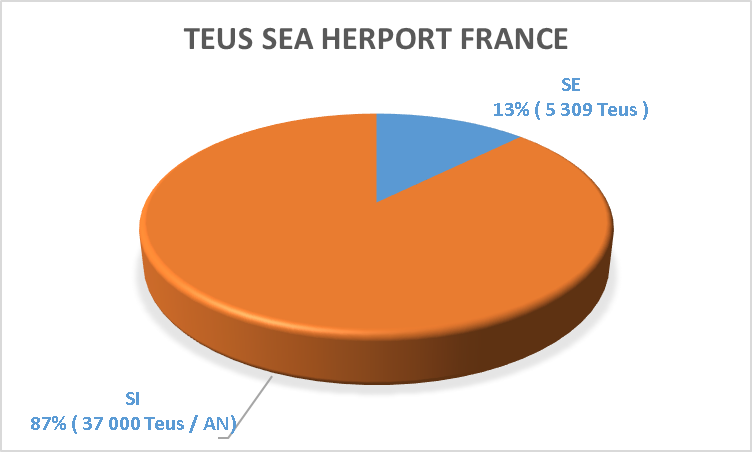 TEUS SEA HERPORT FRANCE
SE
13% ( 5 309 Teus )
SI
87% ( 37 000 Teus / AN)